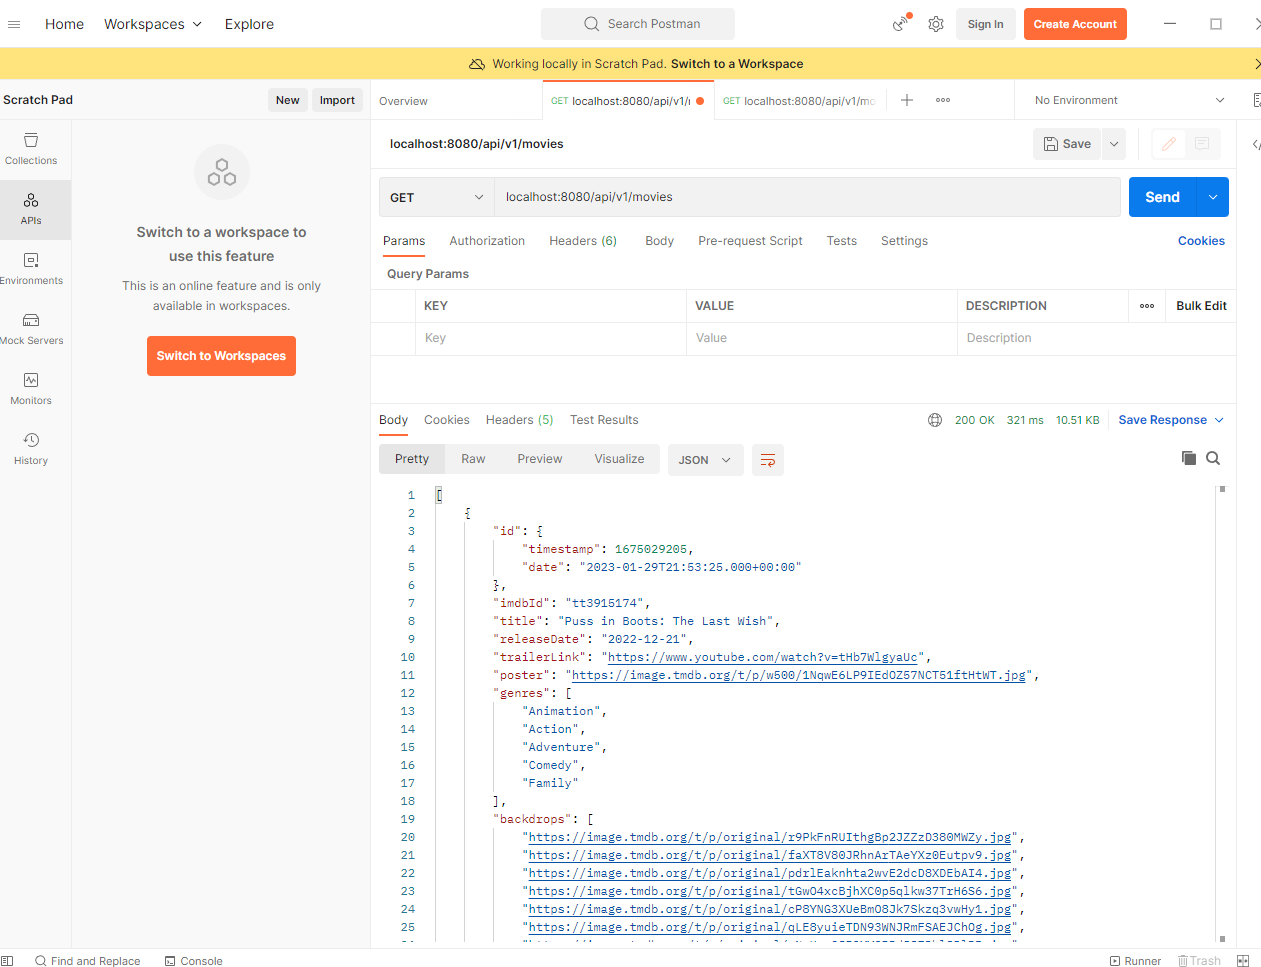 Home Workspaces Explore Search Postman Sign In Create Account
Working locally in Scratch Pad. Switch to a Workspace
Scratch Pad New Import Overview GET localhost:8080/api/v1/ GET localhost:8080/api/v1/mo No Environment
Collections
APIs
Environments
Mock Servers
Monitors
History
Switch to a workspace to
use this feature
This is an online feature and is only
available in workspaces.
Switch to Workspaces
localhost:8080/api/v1/movies Save
GET localhost:8080/api/v1/movies Send
Params Authorization Headers (6) Body Pre-request Script Tests Settings Cookies
Query Params
KEY VALUE DESCRIPTION Bulk Edit
Key Value Description
Body Cookies Headers (5) Test Results 200 OK 321 ms 10.51 KB Save Response
Pretty Raw Preview Visualize JSON
1 [
2 {
3 "id": {
4 "timestamp": 1675029205,
5 "date": "2023-01-29T21:53:25.000+00:00"
6 },
7 "imdbId": "tt3915174",
8 "title": "Puss in Boots: The Last Wish",
9 "releaseDate": "2022-12-21",
10 "trailerLink": "https://www.youtube.com/watch?v=tHb7WlgyaUc",
11 "poster": "https://image.tmdb.org/t/p/w500/1NqwE6LP9IEdOZ57NCT51ftHtWT.jpg",
12 "genres": [
13 "Animation",
14 "Action",
15 "Adventure",
16 "Comedy",
17 "Family"
18 ],
19 "backdrops": [
20 "https://image.tmdb.org/t/p/original/r9PkFnRUIthgBp2JZZzD380MWZy.jpg",
21 "https://image.tmdb.org/t/p/original/faXT8V80JRhnArTAeYXz0Eutpv9.jpg",
22 "https://image.tmdb.org/t/p/original/pdrlEaknhta2wvE2dcD8XDEbAI4.jpg",
23 "https://image.tmdb.org/t/p/original/tGwO4xcBjhXC0p5qlkw37TrH6S6.jpg",
24 "https://image.tmdb.org/t/p/original/cP8YNG3XUeBmO8Jk7Skzq3vwHy1.jpg",
25 "https://image.tmdb.org/t/p/original/qLE8yuieTDN93WNJRmFSAEJChOg.jpg",
Find and Replace Console Runner Trash